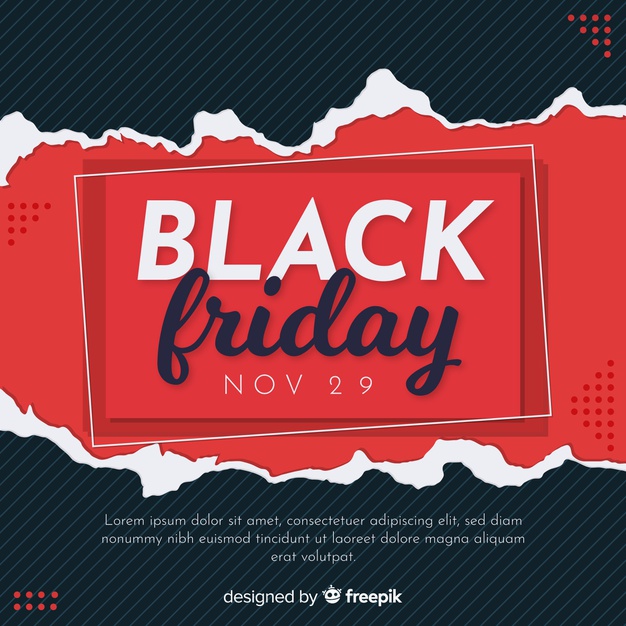 BLACK
friday
NOV 29
Lorem ipsum dolor sit amet, consectetuer adipiscing elit, sed diam
nonummy nibh euismod tincidunt ut laoreet dolore magna aliquam
erat volutpat.
designed by freepik